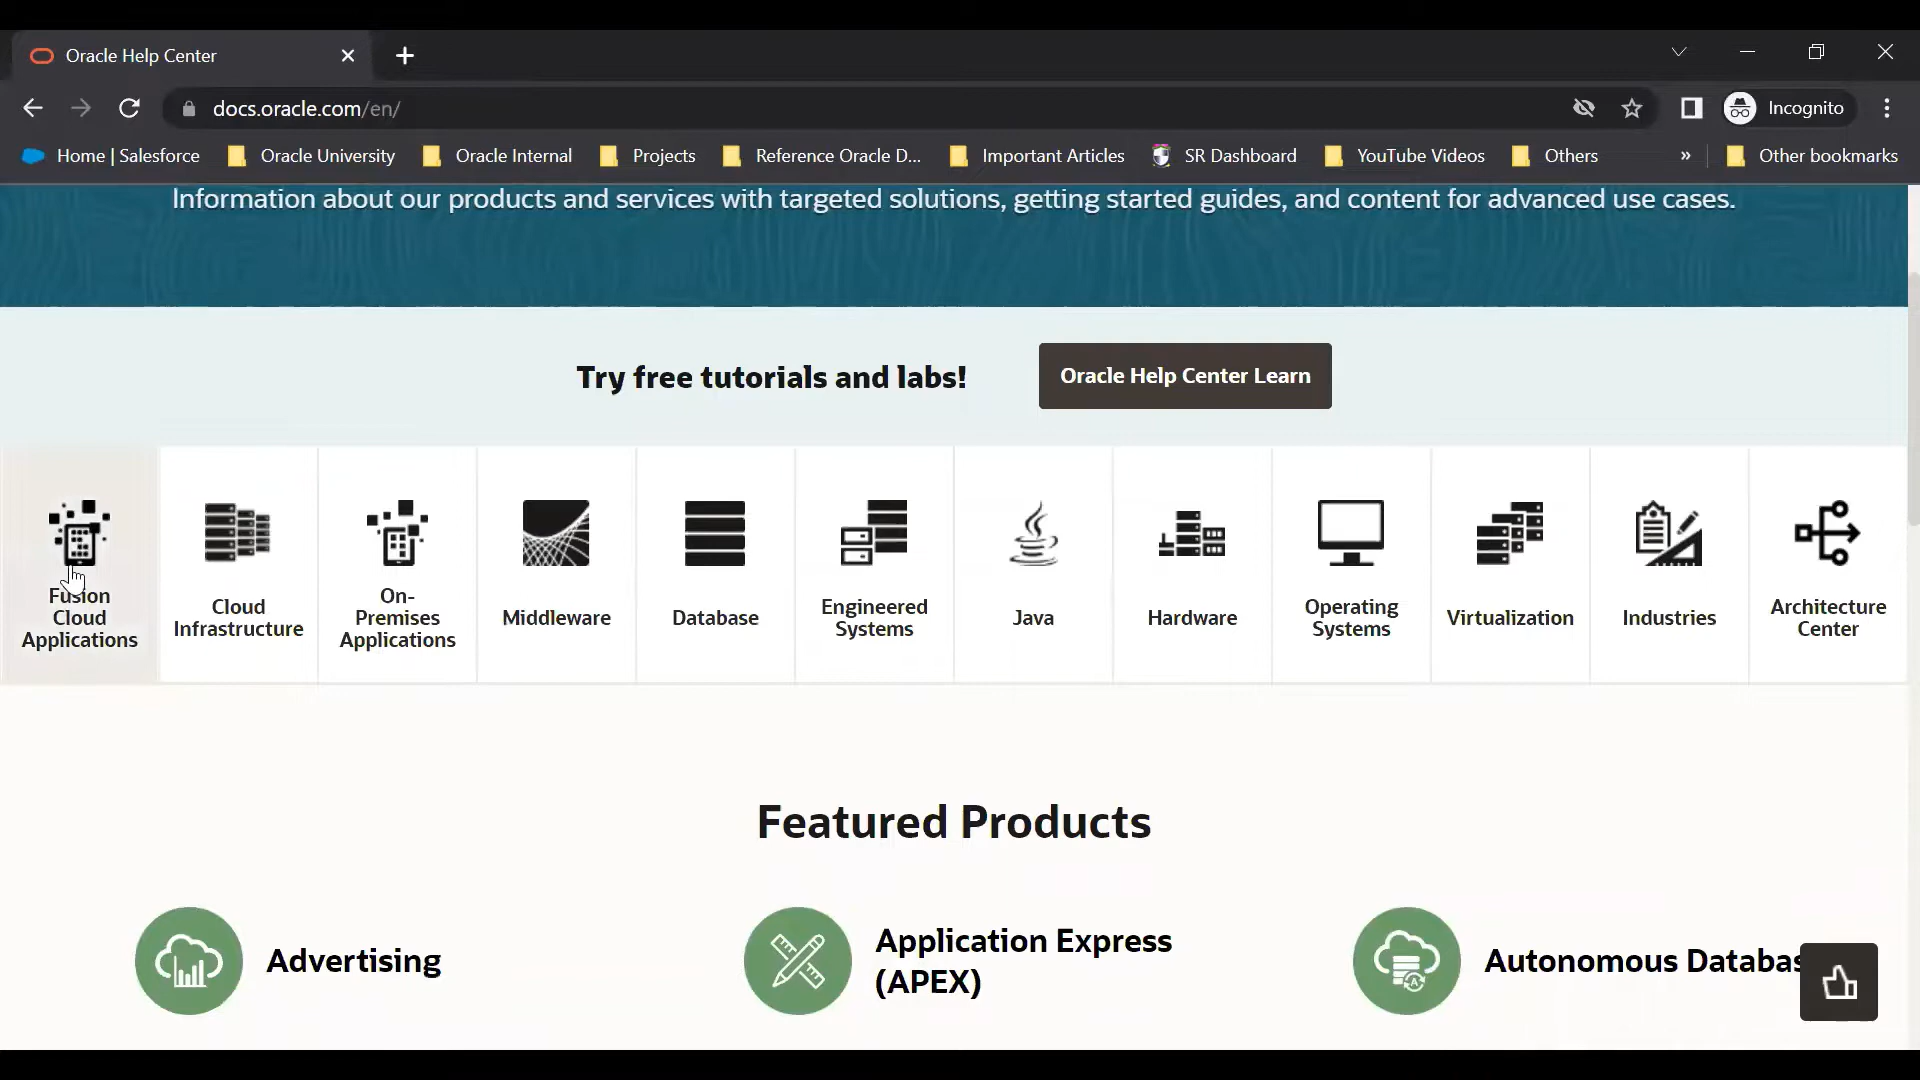 Oracle Help Center
docs.oracle.com/en/
Incognito
Home | Salesforce
Oracle University
Oracle Internal
Projects
Reference Oracle D...
Important Articles
SR Dashboard
YouTube Videos
Others
»
Other bookmarks
Information about our products and services with targeted solutions, getting started guides, and content for advanced use cases.
Try free tutorials and labs!
Oracle Help Center Learn
Fusion
Cloud
Applications
Cloud
Infrastructure
On-
Premises
Applications
Middleware
Database
Engineered
Systems
Java
Hardware
Operating
Systems
Virtualization
Industries
Architecture
Center
Featured Products
Advertising
Application Express
(APEX)
Autonomous Databas